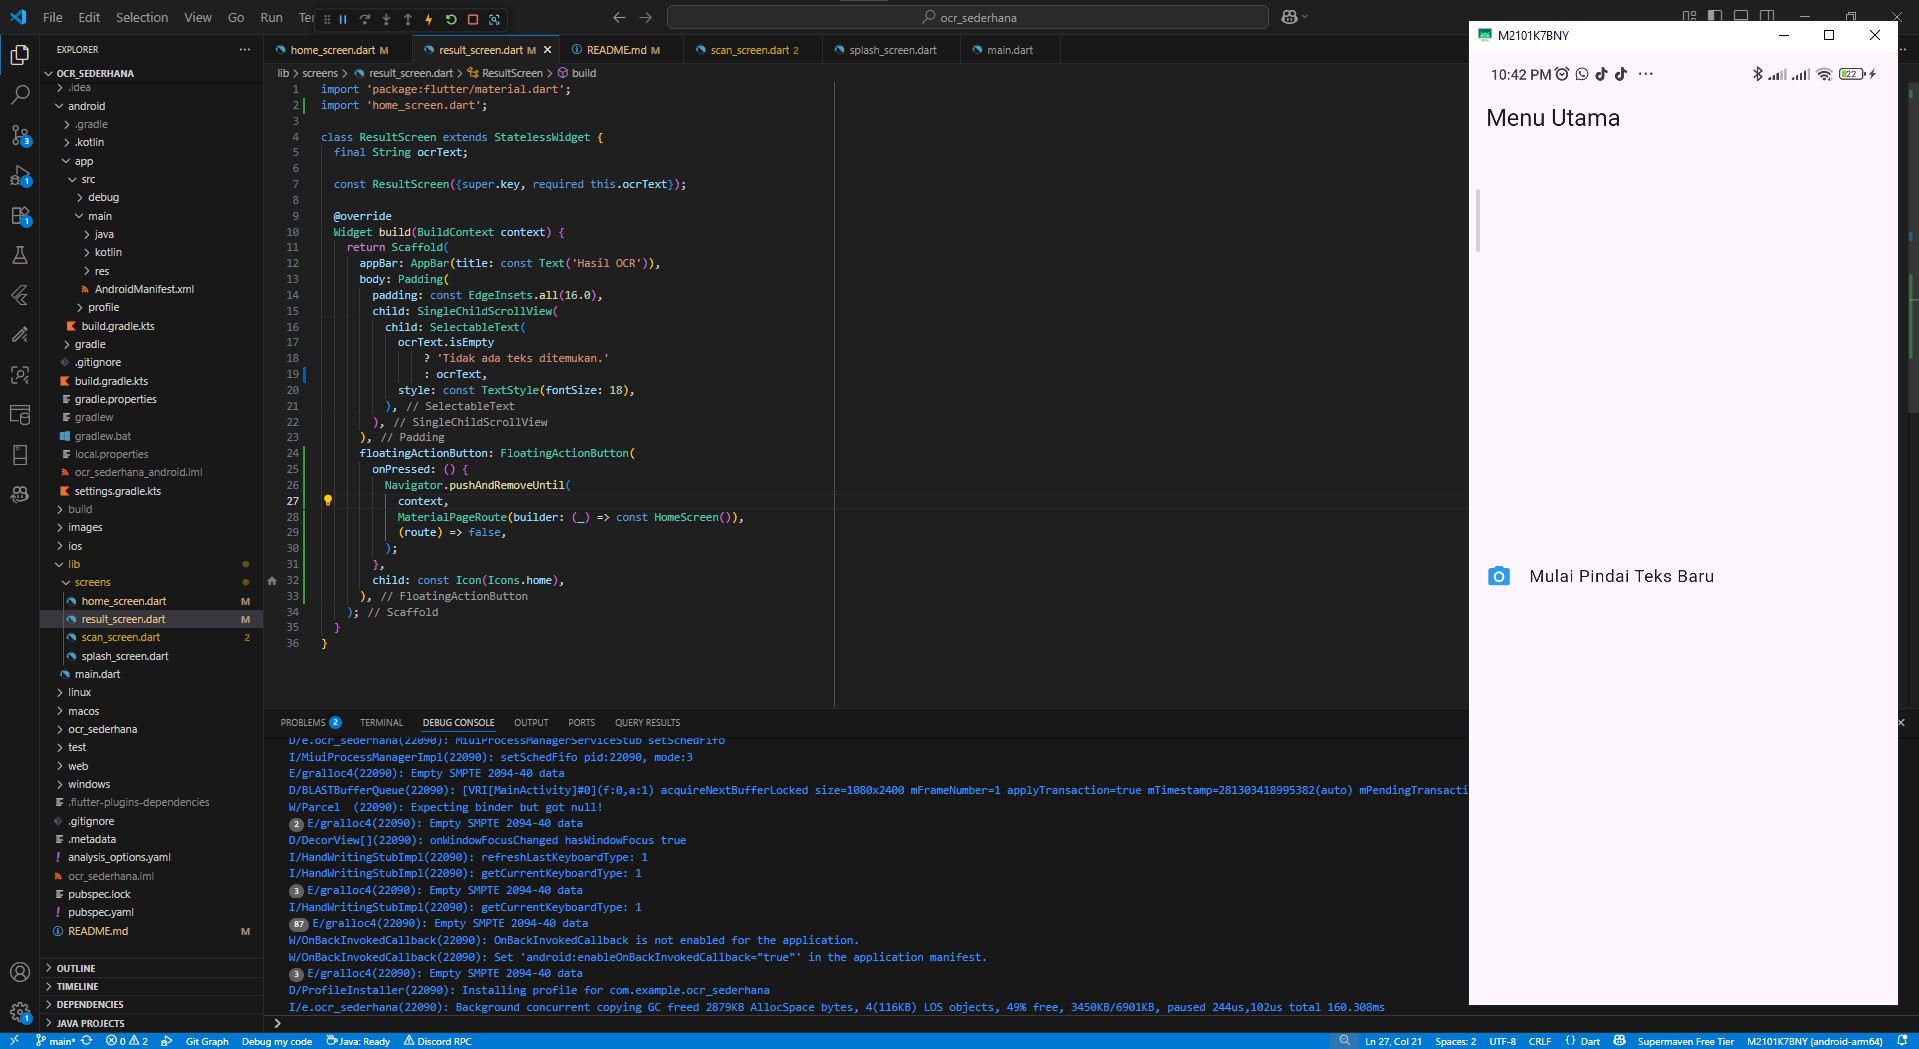 File Edit Selection View Go Run Ter
ocr_sederhana
EXPLORER
OCR_SEDERHANA
.idea
android
.gradle
.kotlin
app
src
debug
main
java
kotlin
res
AndroidManifest.xml
profile
build.gradle.kts
gradle
.gitignore
build.gradle.kts
gradle.properties
gradlew
gradlew.bat
local.properties
ocr_sederhana_android.iml
settings.gradle.kts
build
images
ios
lib
screens
home_screen.dart M
result_screen.dart M
scan_screen.dart 2
splash_screen.dart
main.dart
linux
macos
ocr_sederhana
test
web
windows
.flutter-plugins-dependencies
.gitignore
.metadata
analysis_options.yaml
ocr_sederhana.iml
pubspec.lock
pubspec.yaml
README.md M
OUTLINE
TIMELINE
DEPENDENCIES
JAVA PROJECTS
home_screen.dart M result_screen.dart M README.md M scan_screen.dart 2 splash_screen.dart main.dart
lib > screens > result_screen.dart > ResultScreen > build
1 import 'package:flutter/material.dart';
2 import 'home_screen.dart';
3
4 class ResultScreen extends StatelessWidget {
5 final String ocrText;
6
7 const ResultScreen({super.key, required this.ocrText});
8
9 @override
10 Widget build(BuildContext context) {
11 return Scaffold(
12 appBar: AppBar(title: const Text('Hasil OCR')),
13 body: Padding(
14 padding: const EdgeInsets.all(16.0),
15 child: SingleChildScrollView(
16 child: SelectableText(
17 ocrText.isEmpty
18 ? 'Tidak ada teks ditemukan.'
19 : ocrText,
20 style: const TextStyle(fontSize: 18),
21 ), // SelectableText
22 ), // SingleChildScrollView
23 ), // Padding
24 floatingActionButton: FloatingActionButton(
25 onPressed: () {
26 Navigator.pushAndRemoveUntil(
27 context,
28 MaterialPageRoute(builder: (_) => const HomeScreen()),
29 (route) => false,
30 );
31 },
32 child: const Icon(Icons.home),
33 ), // FloatingActionButton
34 ); // Scaffold
35 }
36 }
PROBLEMS 2 TERMINAL DEBUG CONSOLE OUTPUT PORTS QUERY RESULTS
D/e.ocr_sederhana(22090): MiuiProcessManagerServiceStub setSchedFifo
I/MiuiProcessManagerImpl(22090): setSchedFifo pid:22090, mode:3
E/gralloc4(22090): Empty SMPTE 2094-40 data
D/BLASTBufferQueue(22090): [VRI[MainActivity]#0](f:0,a:1) acquireNextBufferLocked size=1080x2400 mFrameNumber=1 applyTransaction=true mTimestamp=281303418995382(auto) mPendingTransacti
W/Parcel  (22090): Expecting binder but got null!
2 E/gralloc4(22090): Empty SMPTE 2094-40 data
D/DecorView[](22090): onWindowFocusChanged hasWindowFocus true
I/HandWritingStubImpl(22090): refreshLastKeyboardType: 1
I/HandWritingStubImpl(22090): getCurrentKeyboardType: 1
3 E/gralloc4(22090): Empty SMPTE 2094-40 data
I/HandWritingStubImpl(22090): getCurrentKeyboardType: 1
87 E/gralloc4(22090): Empty SMPTE 2094-40 data
W/OnBackInvokedCallback(22090): OnBackInvokedCallback is not enabled for the application.
W/OnBackInvokedCallback(22090): Set 'android:enableOnBackInvokedCallback="true"' in the application manifest.
3 E/gralloc4(22090): Empty SMPTE 2094-40 data
D/ProfileInstaller(22090): Installing profile for com.example.ocr_sederhana
I/e.ocr_sederhana(22090): Background concurrent copying GC freed 2879KB AllocSpace bytes, 4(116KB) LOS objects, 49% free, 3450KB/6901KB, paused 244us,102us total 160.308ms
M2101K7BNY
10:42 PM 22
Menu Utama
Mulai Pindai Teks Baru
main* 0 2 Git Graph Debug my code Java: Ready Discord RPC Ln 27, Col 21 Spaces: 2 UTF-8 CRLF Dart Supermaven Free Tier M2101K7BNY (android-arm64)